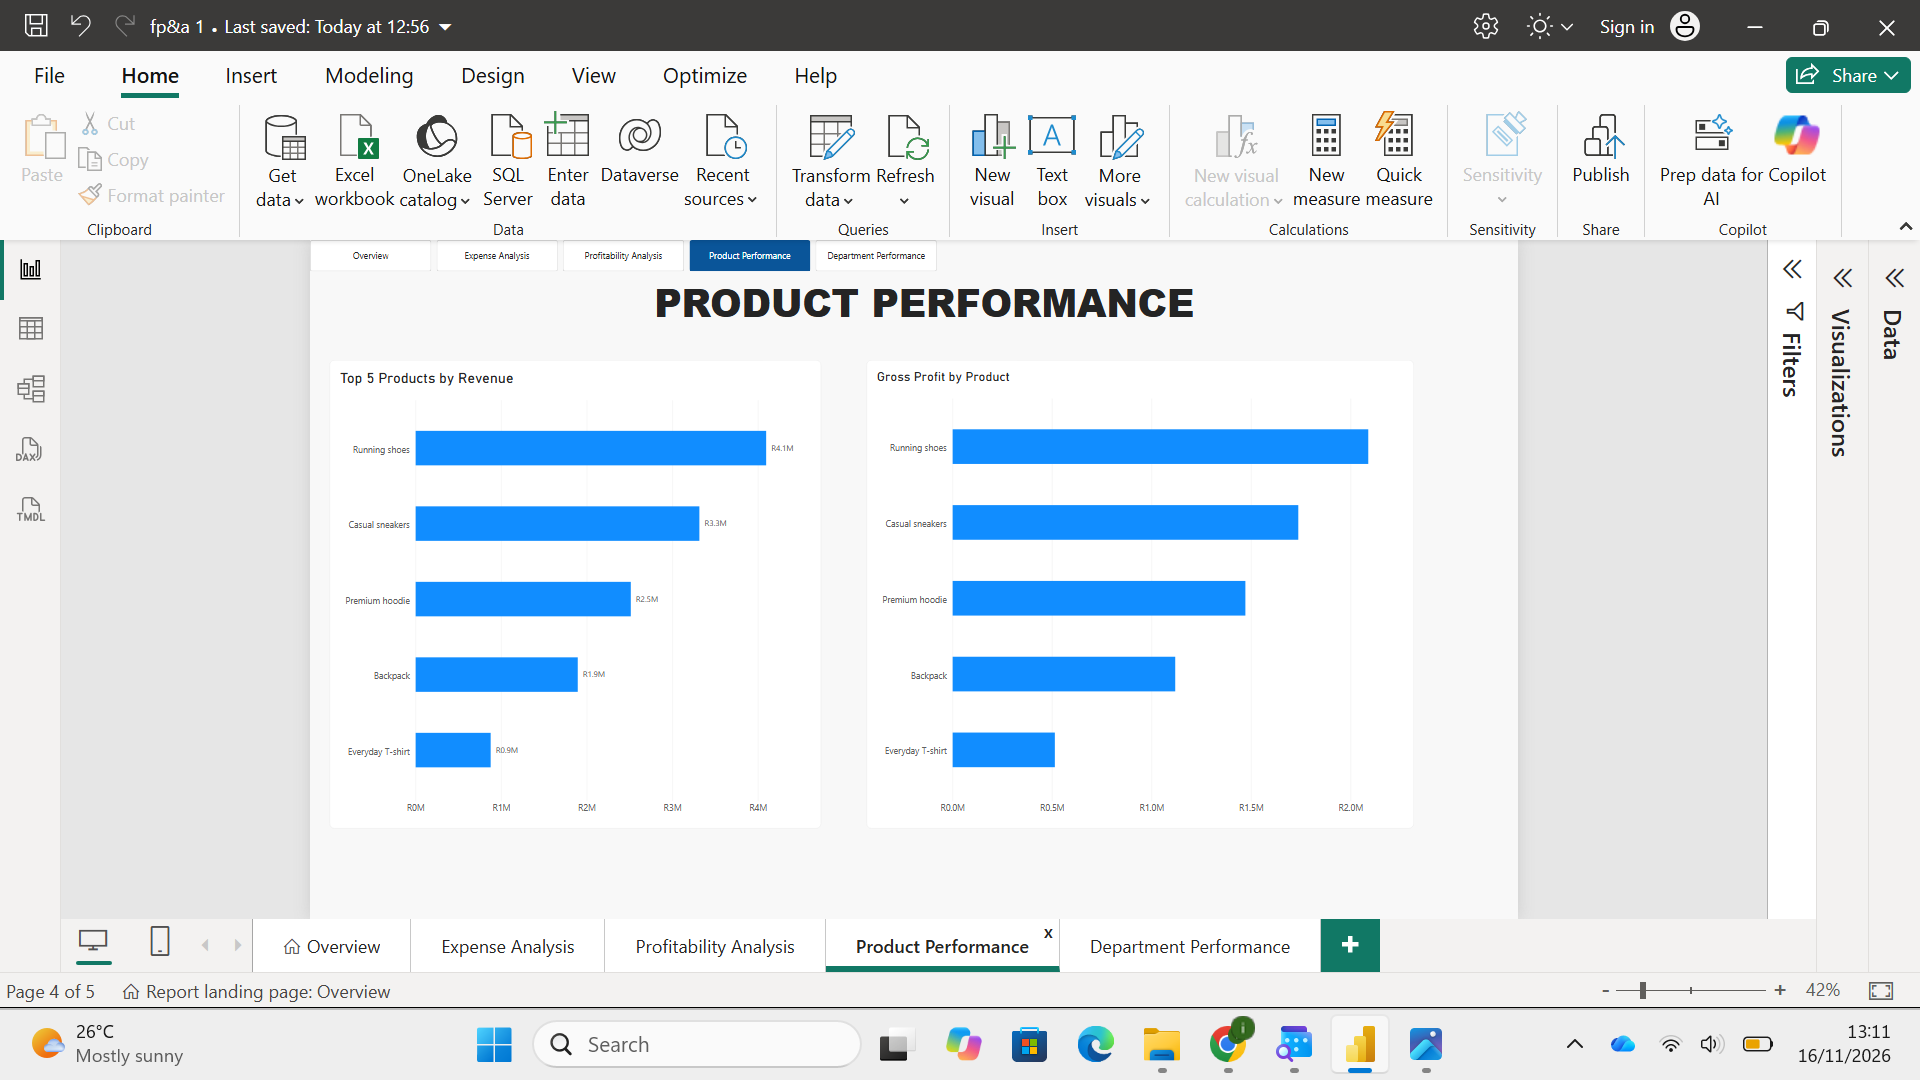 fp&a 1 • Last saved: Today at 12:56
Sign in
File
Home
Insert
Modeling
Design
View
Optimize
Help
Share
Paste
Cut
Copy
Format painter
Clipboard
Get data
Excel workbook
OneLake catalog
SQL Server
Enter data
Dataverse
Recent sources
Data
Transform data
Refresh
Queries
New visual
Text box
More visuals
Insert
New visual calculation
New measure
Quick measure
Calculations
Sensitivity
Sensitivity
Publish
Share
Prep data for AI
Copilot
Copilot
DAX
TMDL
Overview
Expense Analysis
Profitability Analysis
Product Performance
Department Performance
PRODUCT PERFORMANCE
Top 5 Products by Revenue
Running shoes
R4.1M
Casual sneakers
R3.3M
Premium hoodie
R2.5M
Backpack
R1.9M
Everyday T-shirt
R0.9M
R0M
R1M
R2M
R3M
R4M
Gross Profit by Product
Running shoes
Casual sneakers
Premium hoodie
Backpack
Everyday T-shirt
R0.0M
R0.5M
R1.0M
R1.5M
R2.0M
Filters
Visualizations
Data
Overview
Expense Analysis
Profitability Analysis
Product Performance
x
Department Performance
Page 4 of 5
Report landing page: Overview
- + 42%
26°C
Mostly sunny
Search
13:11
16/11/2026